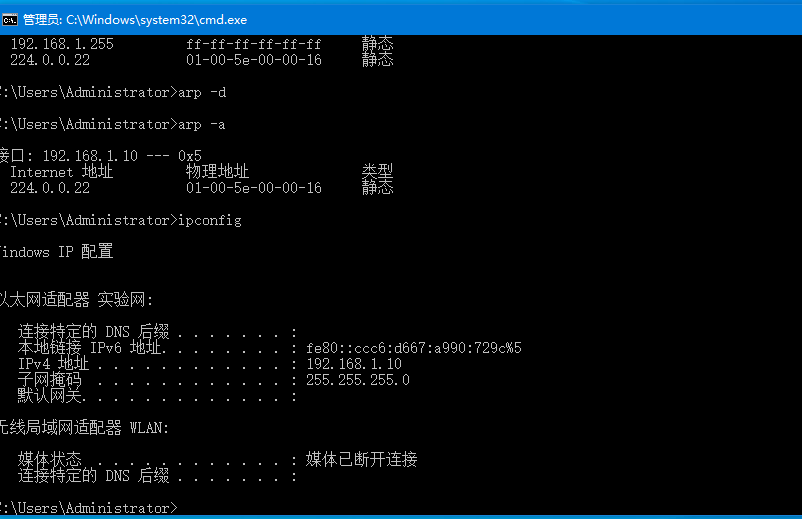 管理员: C:\Windows\system32\cmd.exe
192.168.1.255 ff-ff-ff-ff-ff-ff 静态
224.0.0.22 01-00-5e-00-00-16 静态
:\Users\Administrator>arp -d
:\Users\Administrator>arp -a
接口: 192.168.1.10 --- 0x5
Internet 地址 物理地址 类型
224.0.0.22 01-00-5e-00-00-16 静态
:\Users\Administrator>ipconfig
indows IP 配置
以太网适配器 实验网:
连接特定的 DNS 后缀 . . . . . . . :
本地链接 IPv6 地址. . . . . . . . : fe80::ccc6:d667:a990:729c%5
IPv4 地址 . . . . . . . . . . . . : 192.168.1.10
子网掩码 . . . . . . . . . . . . : 255.255.255.0
默认网关. . . . . . . . . . . . . :
无线局域网适配器 WLAN:
媒体状态 . . . . . . . . . . . . : 媒体已断开连接
连接特定的 DNS 后缀 . . . . . . . :
:\Users\Administrator>